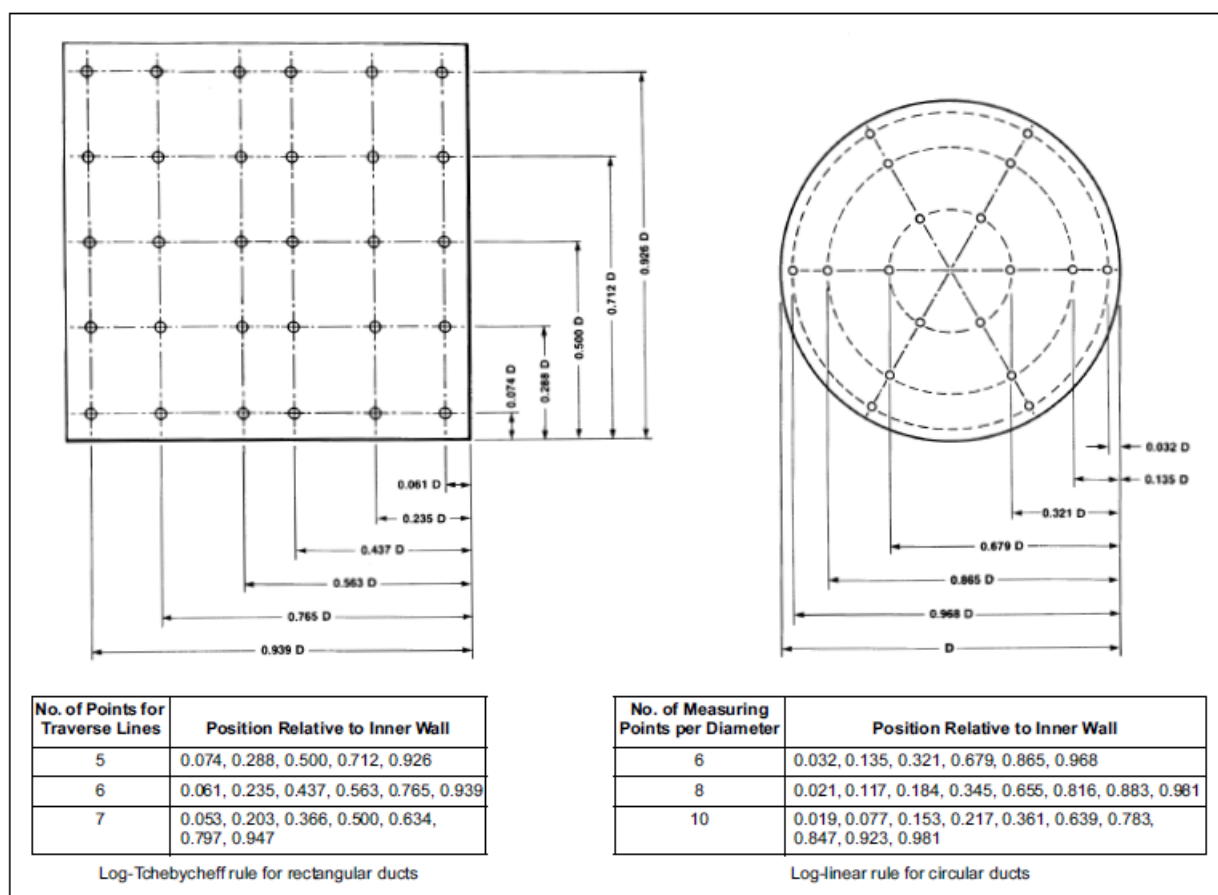 0.074 D
0.288 D
0.500 D
0.712 D
0.926 D
0.061 D
0.235 D
0.437 D
0.563 D
0.765 D
0.939 D
0.032 D
0.135 D
0.321 D
0.679 D
0.865 D
0.968 D
D
No. of Points for
Traverse Lines
Position Relative to Inner Wall
5
0.074, 0.288, 0.500, 0.712, 0.926
6
0.061, 0.235, 0.437, 0.563, 0.765, 0.939
7
0.053, 0.203, 0.366, 0.500, 0.634,
0.797, 0.947
Log-Tchebycheff rule for rectangular ducts
No. of Measuring
Points per Diameter
Position Relative to Inner Wall
6
0.032, 0.135, 0.321, 0.679, 0.865, 0.968
8
0.021, 0.117, 0.184, 0.345, 0.655, 0.816, 0.883, 0.981
10
0.019, 0.077, 0.153, 0.217, 0.361, 0.639, 0.783,
0.847, 0.923, 0.981
Log-linear rule for circular ducts